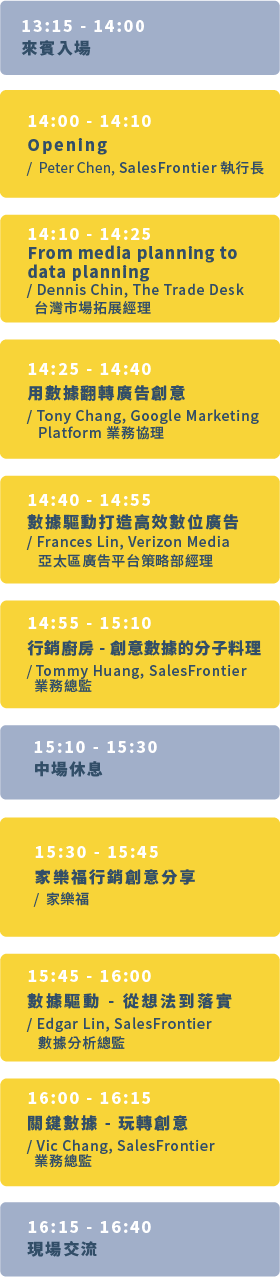 13:15 - 14:00
來賓入場
14:00 - 14:10
Opening
/ Peter Chen, SalesFrontier 執行長
14:10 - 14:25
From media planning to
data planning
/ Dennis Chin, The Trade Desk
台灣市場拓展經理
14:25 - 14:40
用數據翻轉廣告創意
/ Tony Chang, Google Marketing
Platform 業務協理
14:40 - 14:55
數據驅動打造高效數位廣告
/ Frances Lin, Verizon Media
亞太區廣告平台策略部經理
14:55 - 15:10
行銷廚房 - 創意數據的分子料理
/ Tommy Huang, SalesFrontier
業務總監
15:10 - 15:30
中場休息
15:30 - 15:45
家樂福行銷創意分享
/ 家樂福
15:45 - 16:00
數據驅動 - 從想法到落實
/ Edgar Lin, SalesFrontier
數據分析總監
16:00 - 16:15
關鍵數據 - 玩轉創意
/ Vic Chang, SalesFrontier
業務總監
16:15 - 16:40
現場交流